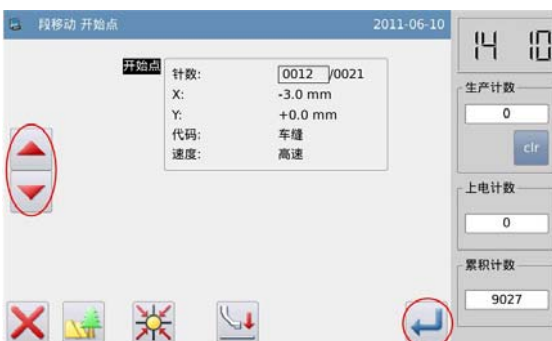 段移动 开始点 2011-06-10
14 10
开始点
针数: 0012 /0021
X: -3.0 mm
Y: +0.0 mm
代码: 车缝
速度: 高速
生产计数
0
clr
上电计数
0
累积计数
9027